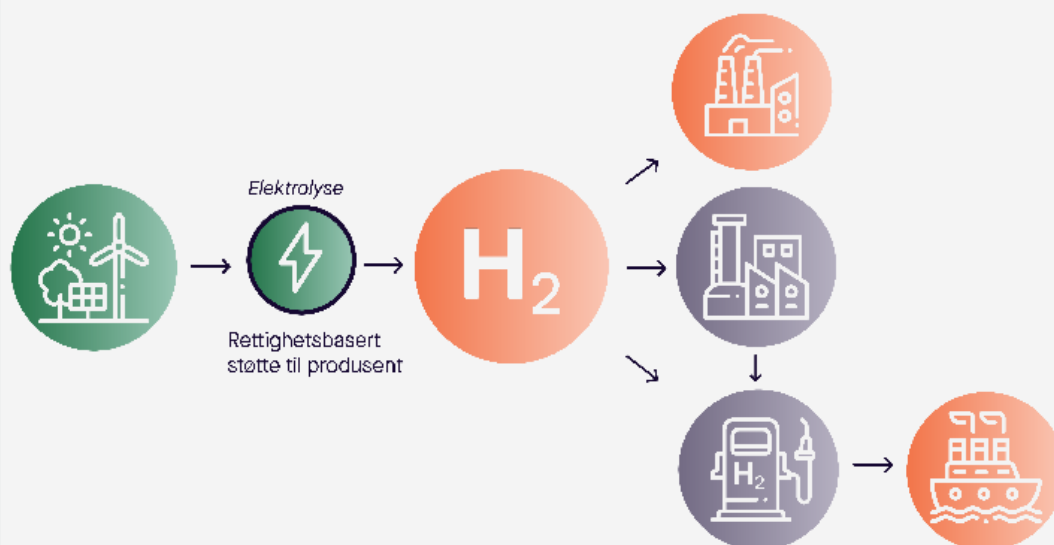 Elektrolyse
Rettighetsbasert
støtte til produsent
H₂
H₂